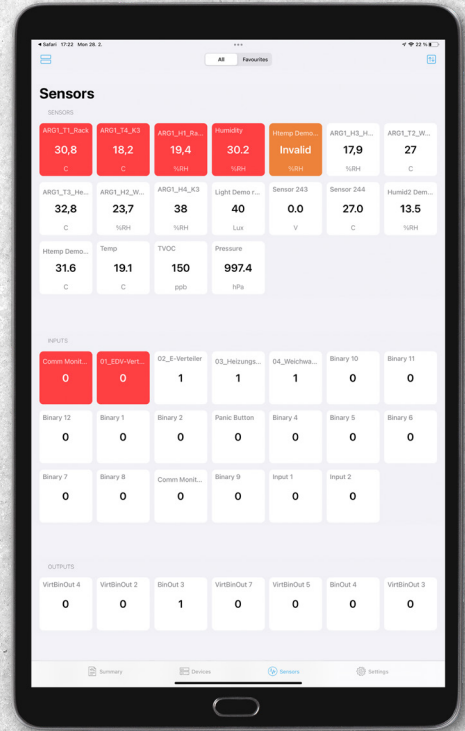 Safari 17:22 Mon 28. 2.
22 %
All Favourites
Sensors
SENSORS
ARG1_T1_Rack ARG1_T4_K3 ARG1_H1_Ra... Humidity Htemp Demo... ARG1_H3_H... ARG1_T2_W...
30,8 18,2 19,4 30.2 Invalid 17,9 27
C C %RH %RH %RH %RH C
ARG1_T3_He... ARG1_H2_W... ARG1_H4_K3 Light Demo r... Sensor 243 Sensor 244 Humid2 Dem...
32,8 23,7 38 40 0.0 27.0 13.5
C %RH %RH Lux V C %RH
Htemp Demo... Temp TVOC Pressure
31.6 19.1 150 997.4
C C ppb hPa
INPUTS
Comm Monit... 01_EDV-Vert... 02_E-Verteiler 03_Heizungs... 04_Weichwa... Binary 10 Binary 11
0 0 1 1 1 0 0
Binary 12 Binary 1 Binary 2 Panic Button Binary 4 Binary 5 Binary 6
0 0 0 0 0 0 0
Binary 7 Binary 8 Comm Monit... Binary 9 Input 1 Input 2
0 0 0 0 0 0
OUTPUTS
VirtBinOut 4 VirtBinOut 2 BinOut 3 VirtBinOut 7 VirtBinOut 5 BinOut 4 VirtBinOut 3
0 0 1 0 0 0 0
Summary Devices Sensors Settings